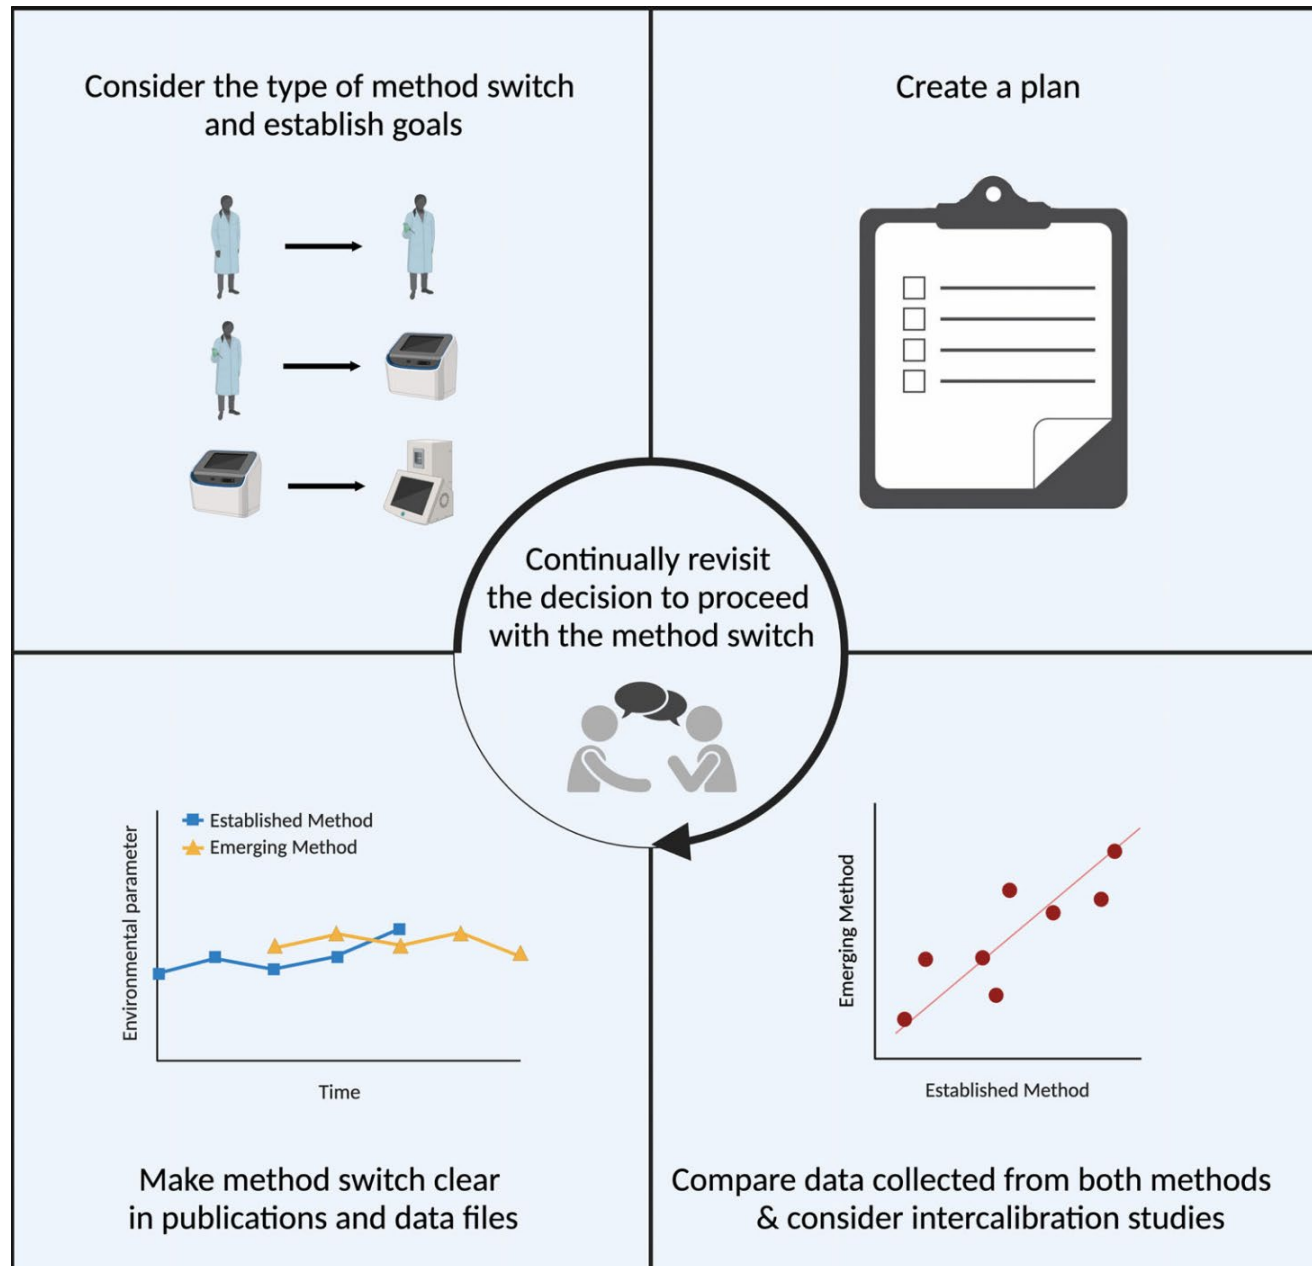 Consider the type of method switch
and establish goals
Create a plan
Continually revisit
the decision to proceed
with the method switch
Established Method
Emerging Method
Environmental parameter
Time
Make method switch clear
in publications and data files
Emerging Method
Established Method
Compare data collected from both methods
& consider intercalibration studies